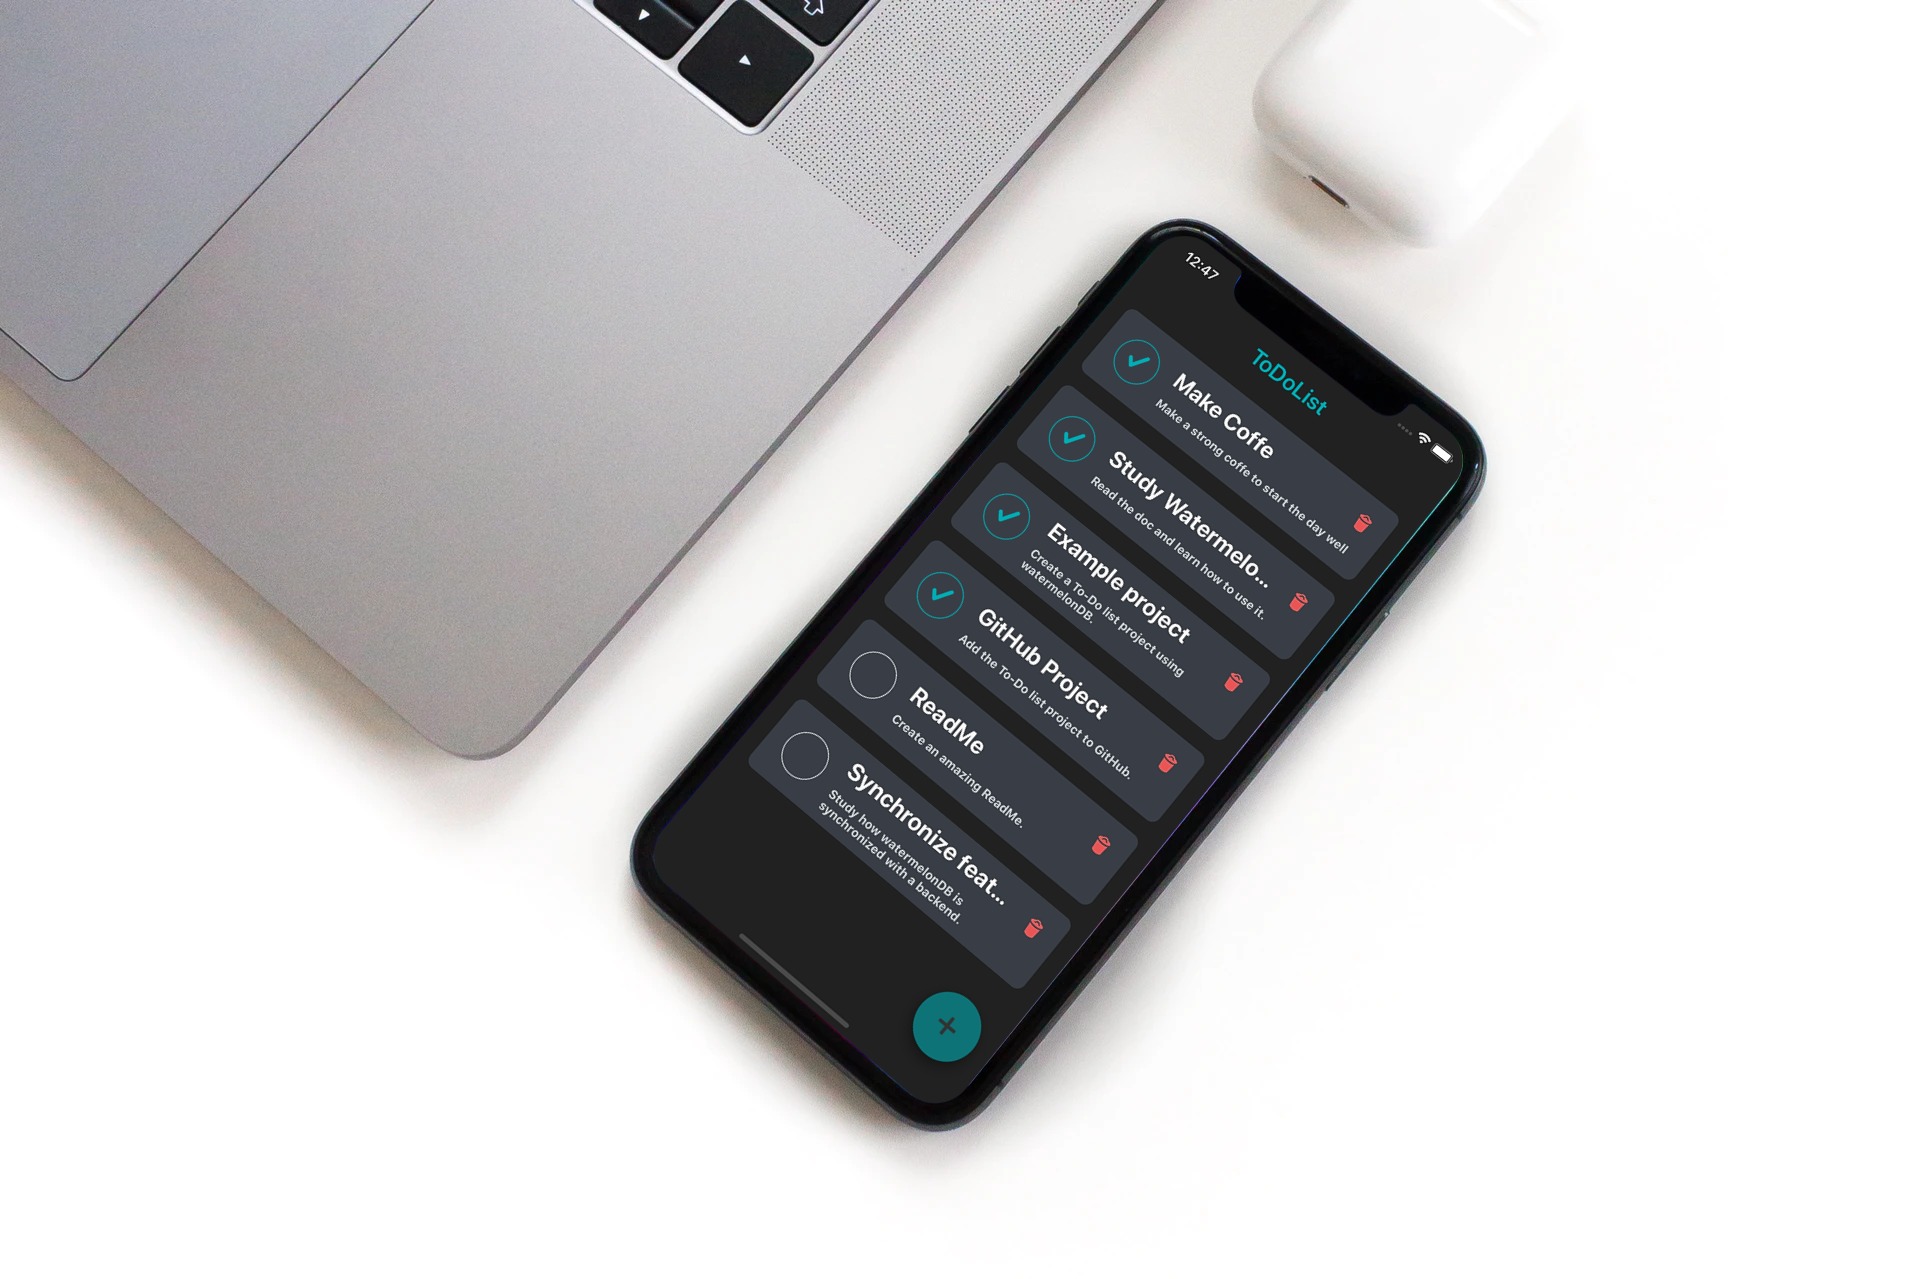 12:47
ToDoList
Make Coffe
Make a strong coffe to start the day well
Study Watermelo...
Read the doc and learn how to use it.
Example project
Create a To-Do list project using
watermelonDB.
GitHub Project
Add the To-Do list project to GitHub.
ReadMe
Create an amazing ReadMe.
Synchronize feat...
Study how watermelonDB is
synchronized with a backend.